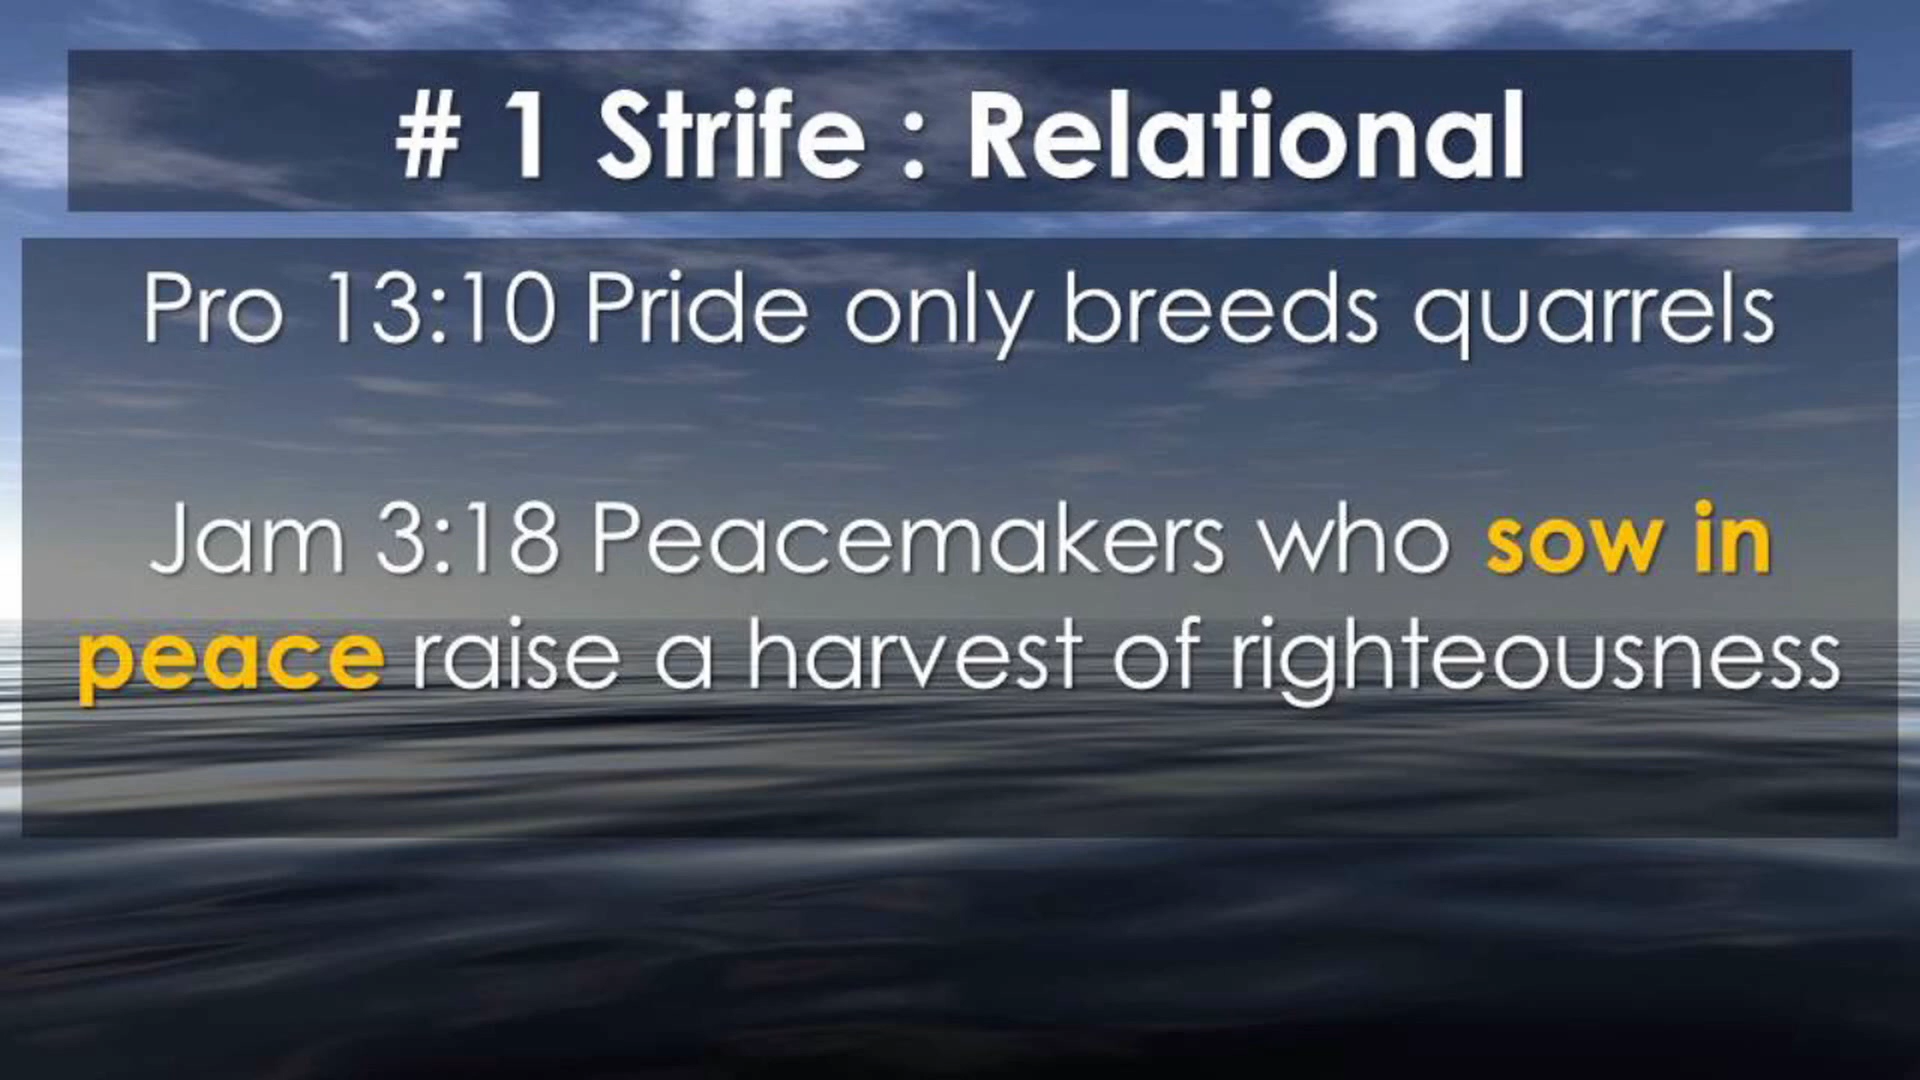 # 1 Strife : Relational
Pro 13:10 Pride only breeds quarrels
Jam 3:18 Peacemakers who sow in
peace raise a harvest of righteousness